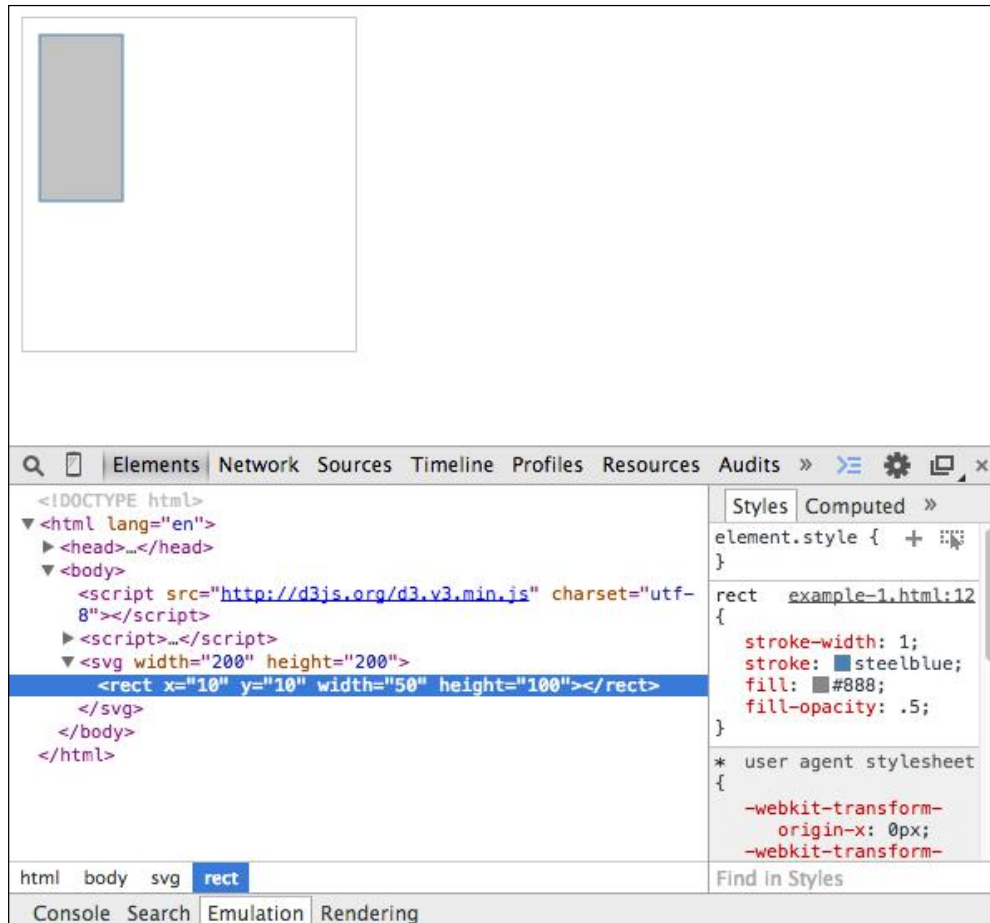 Elements Network Sources Timeline Profiles Resources Audits »
<!DOCTYPE html>
▼<html lang="en">
▶<head>…</head>
▼<body>
<script src="http://d3js.org/d3.v3.min.js" charset="utf-
8"></script>
▶<script>…</script>
▼<svg width="200" height="200">
<rect x="10" y="10" width="50" height="100"></rect>
</svg>
</body>
</html>
html body svg rect
Styles Computed »
element.style { +
}
rect example-1.html:12
{
stroke-width: 1;
stroke: steelblue;
fill: #888;
fill-opacity: .5;
}
* user agent stylesheet
{
-webkit-transform-
origin-x: 0px;
-webkit-transform-
Find in Styles
Console Search Emulation Rendering